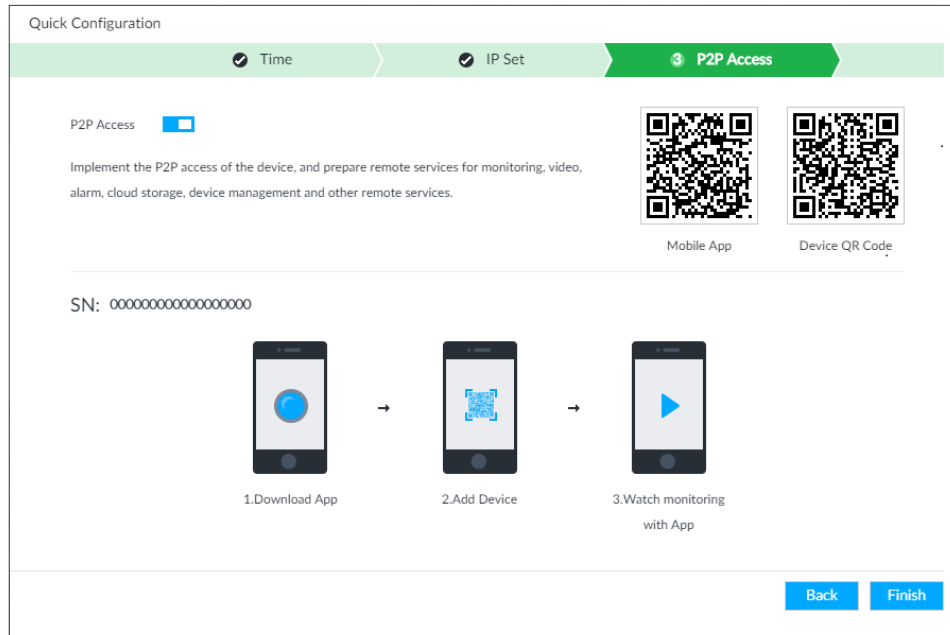 Quick Configuration
Time
IP Set
3 P2P Access
P2P Access
Implement the P2P access of the device, and prepare remote services for monitoring, video,
alarm, cloud storage, device management and other remote services.
Mobile App
Device QR Code
SN: 000000000000000000
1.Download App
2.Add Device
3.Watch monitoring
with App
Back
Finish